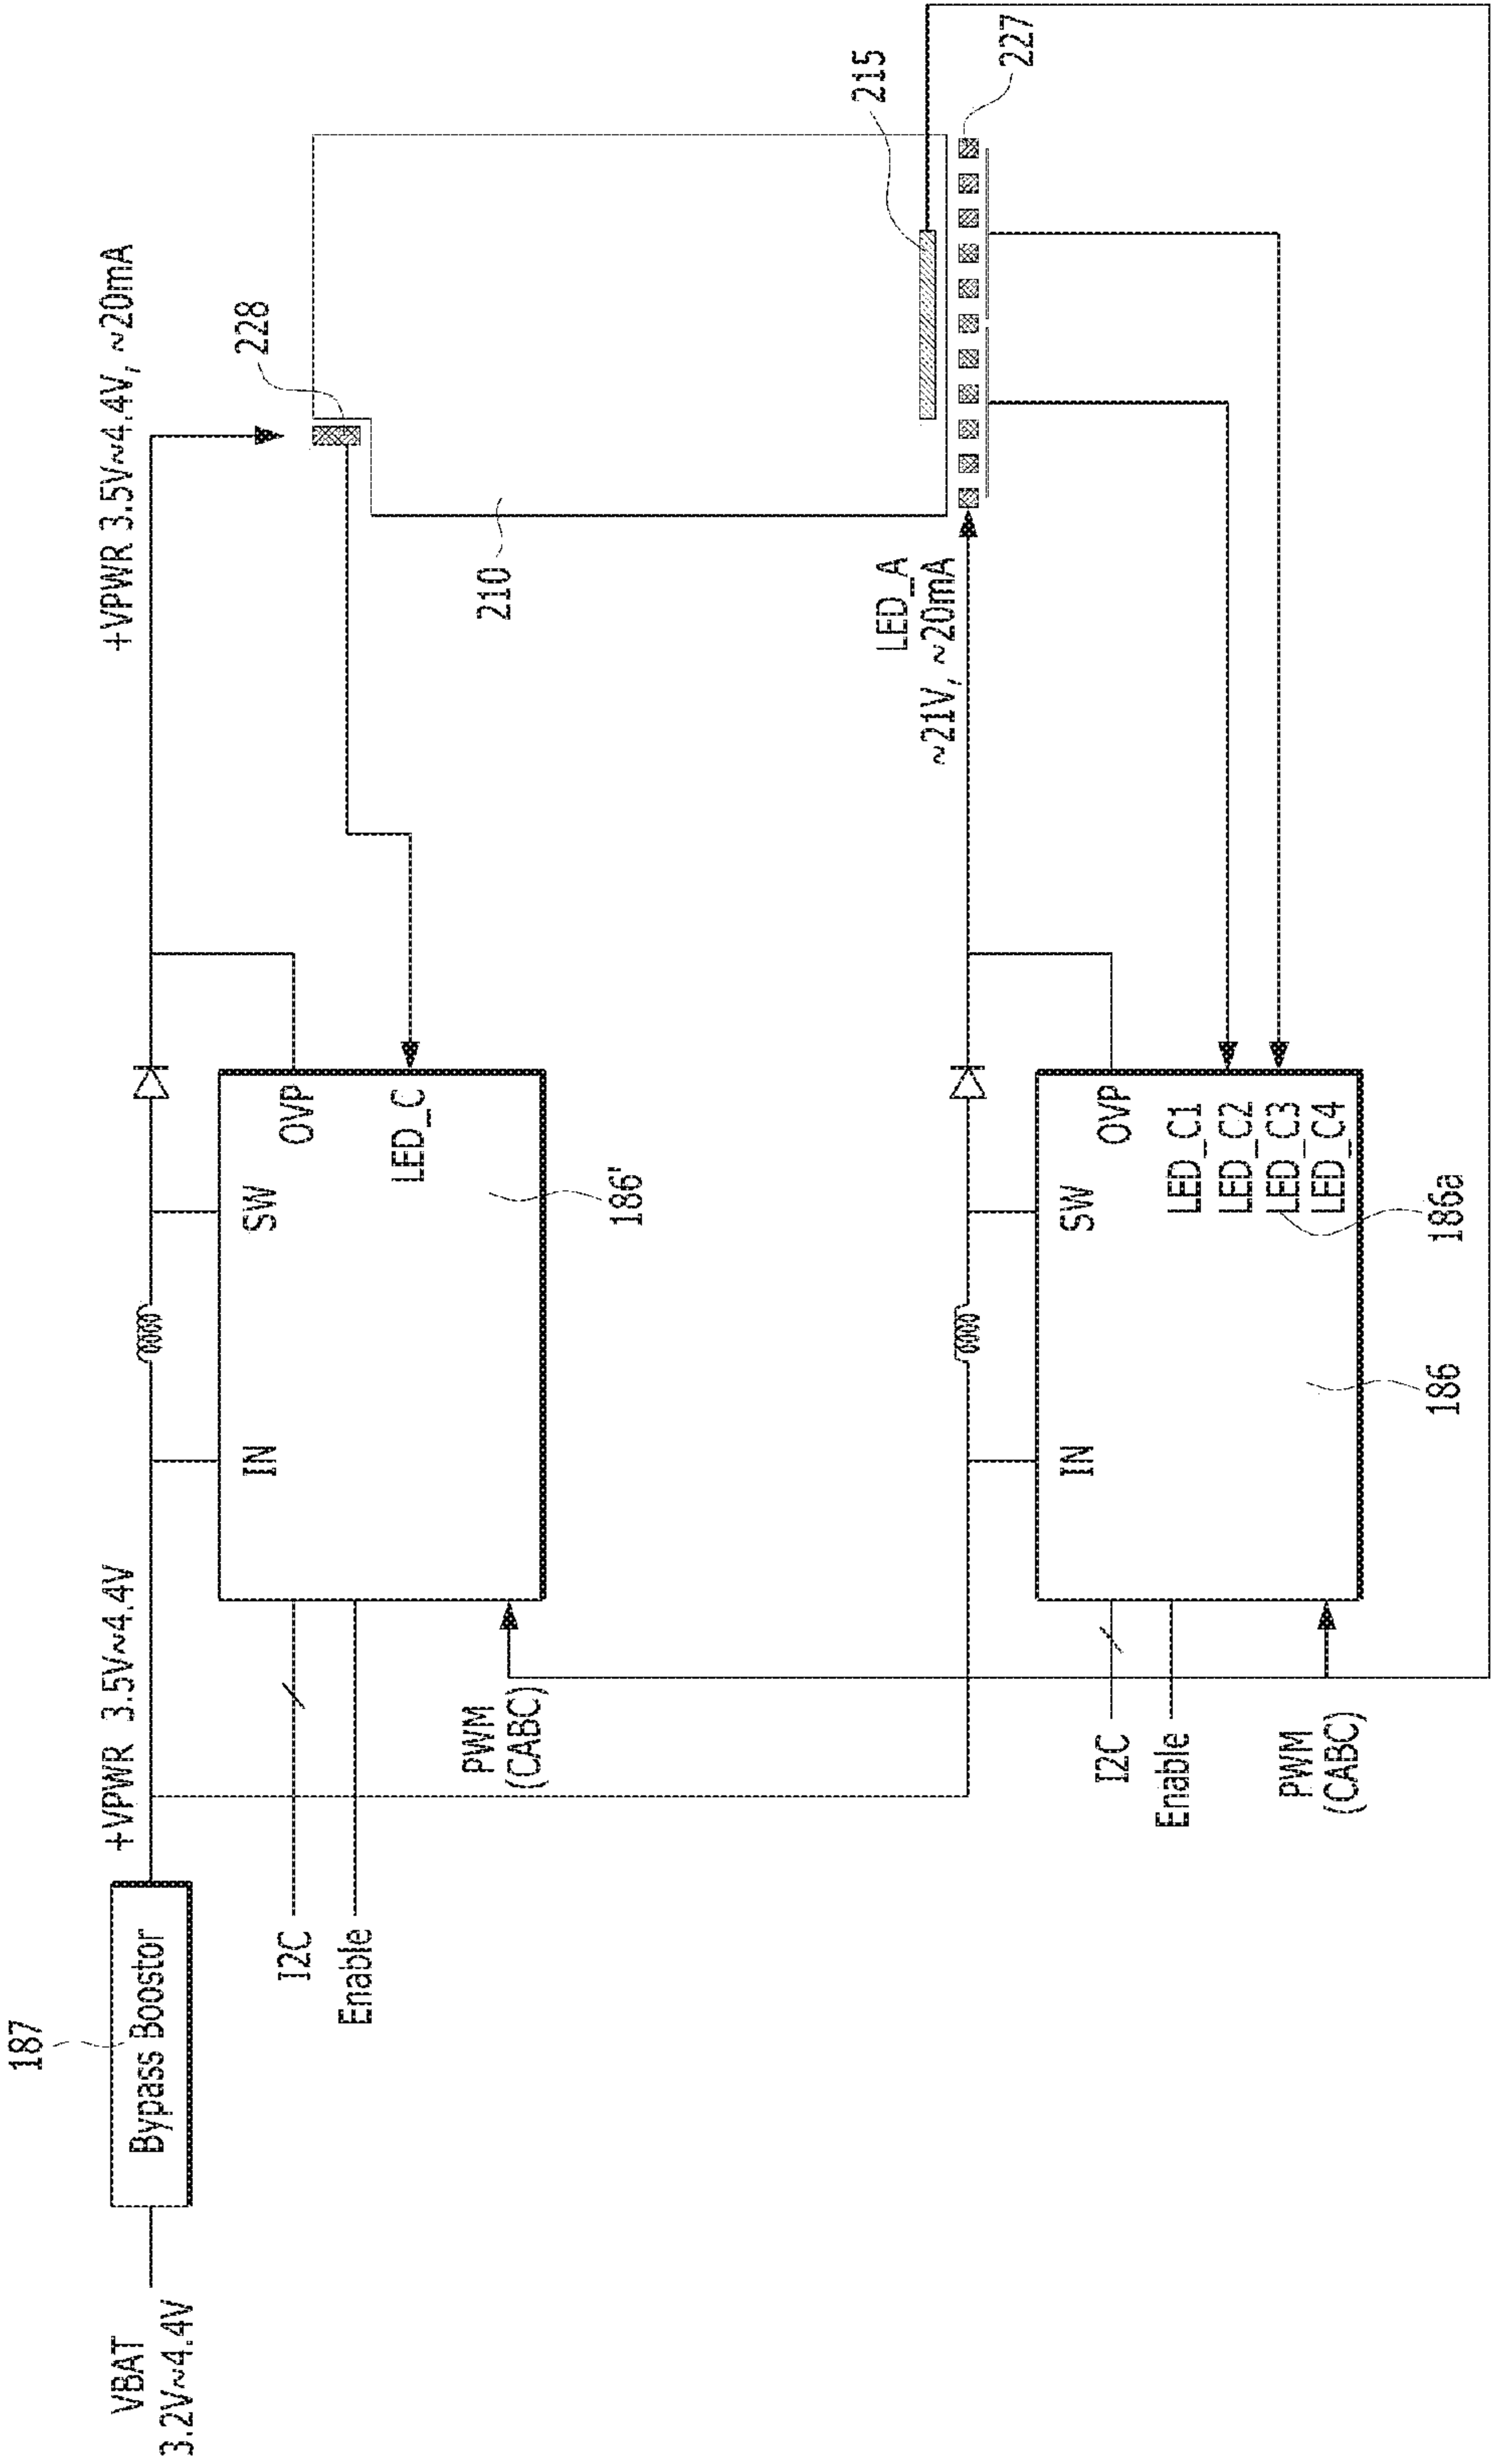 VBAT
3.2V~4.4V
187
Bypass Boostor
+VPWR 3.5V~4.4V
+VPWR 3.5V~4.4V, ~20mA
I2C
Enable
PWM
(CABC)
IN
SW
OVP
LED_C
186'
228
210
215
227
LED_A
~21V, ~20mA
I2C
Enable
PWM
(CABC)
IN
SW
OVP
LED_C1
LED_C2
LED_C3
LED_C4
186
186a